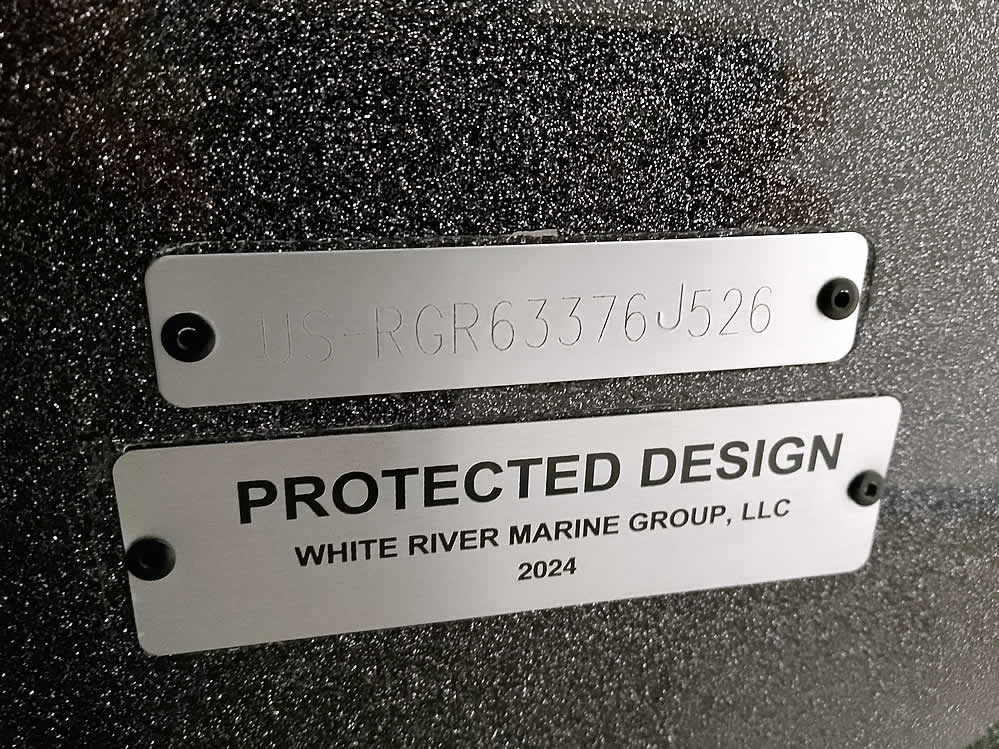 US-RGR63376J526
PROTECTED DESIGN
WHITE RIVER MARINE GROUP, LLC
2024